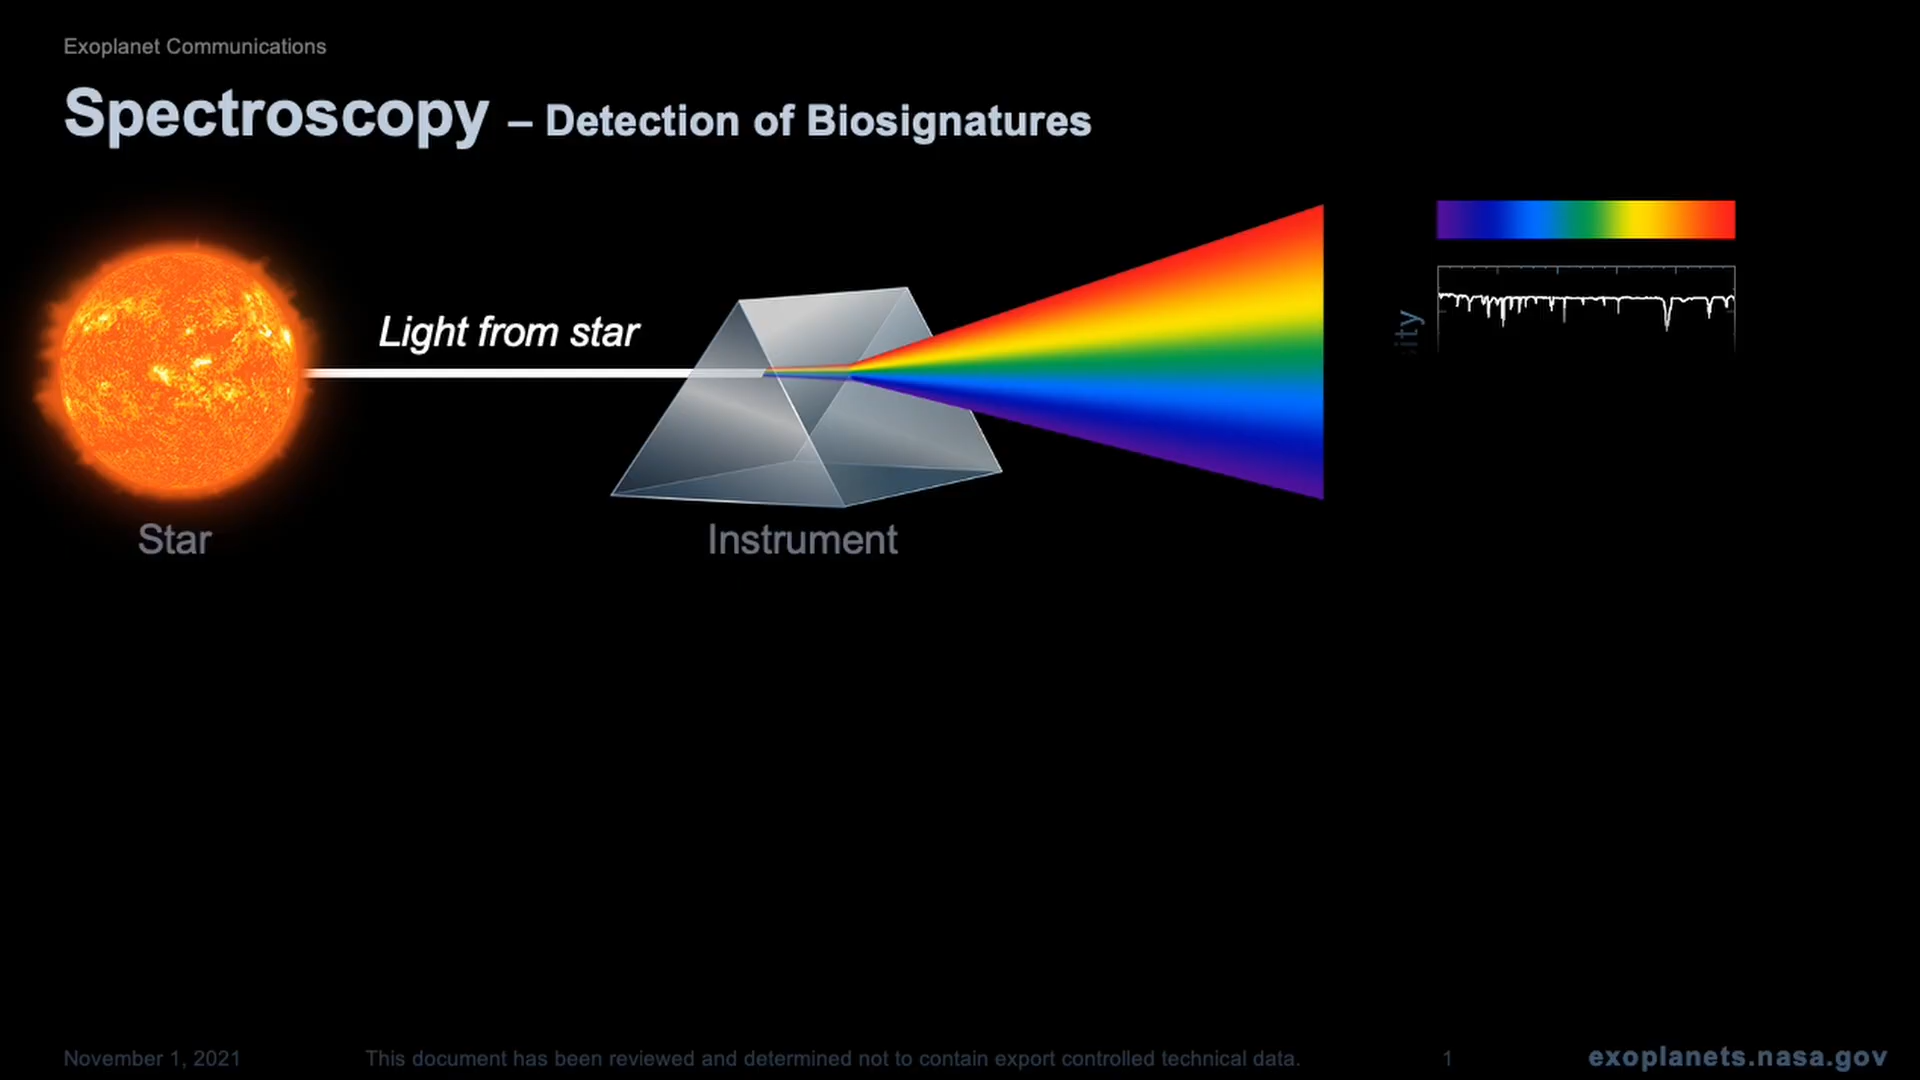 Exoplanet Communications
Spectroscopy – Detection of Biosignatures
Light from star
Star
Instrument
November 1, 2021
This document has been reviewed and determined not to contain export controlled technical data.
1
exoplanets.nasa.gov